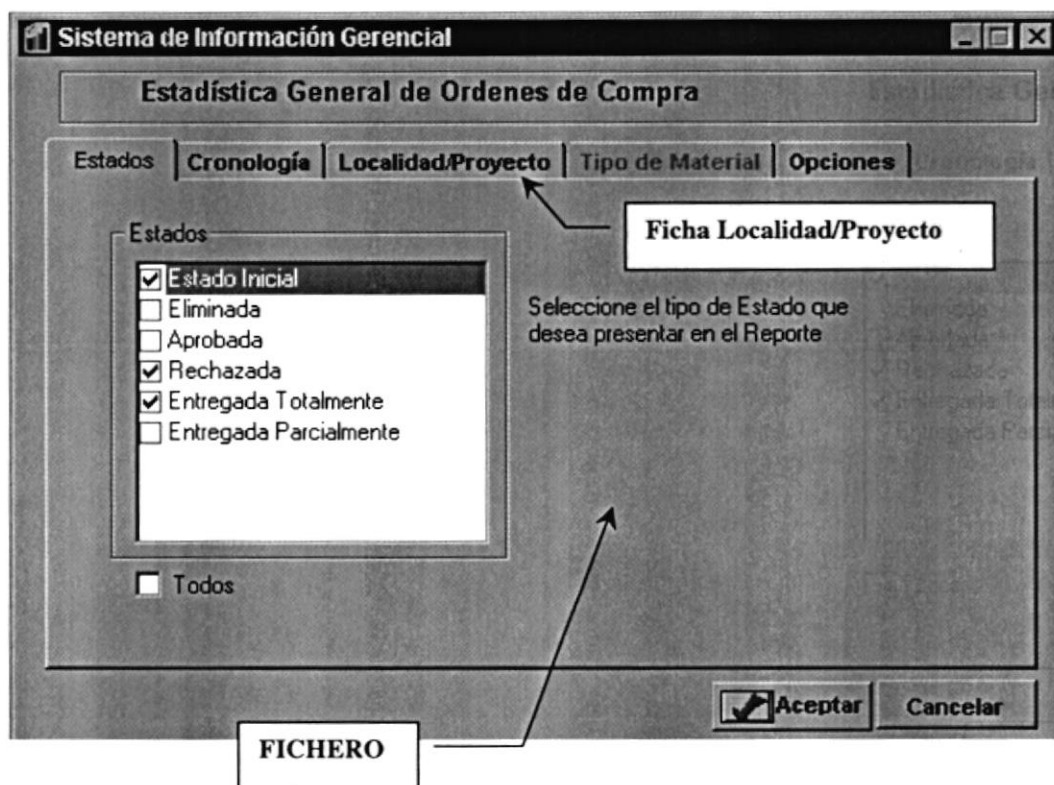 Sistema de Información Gerencial
Estadística General de Ordenes de Compra
Estados Cronología Localidad/Proyecto Tipo de Material Opciones
Ficha Localidad/Proyecto
Estados
Estado Inicial
Eliminada
Aprobada
Rechazada
Entregada Totalmente
Entregada Parcialmente
Seleccione el tipo de Estado que
desea presentar en el Reporte
Todos
Aceptar Cancelar
FICHERO